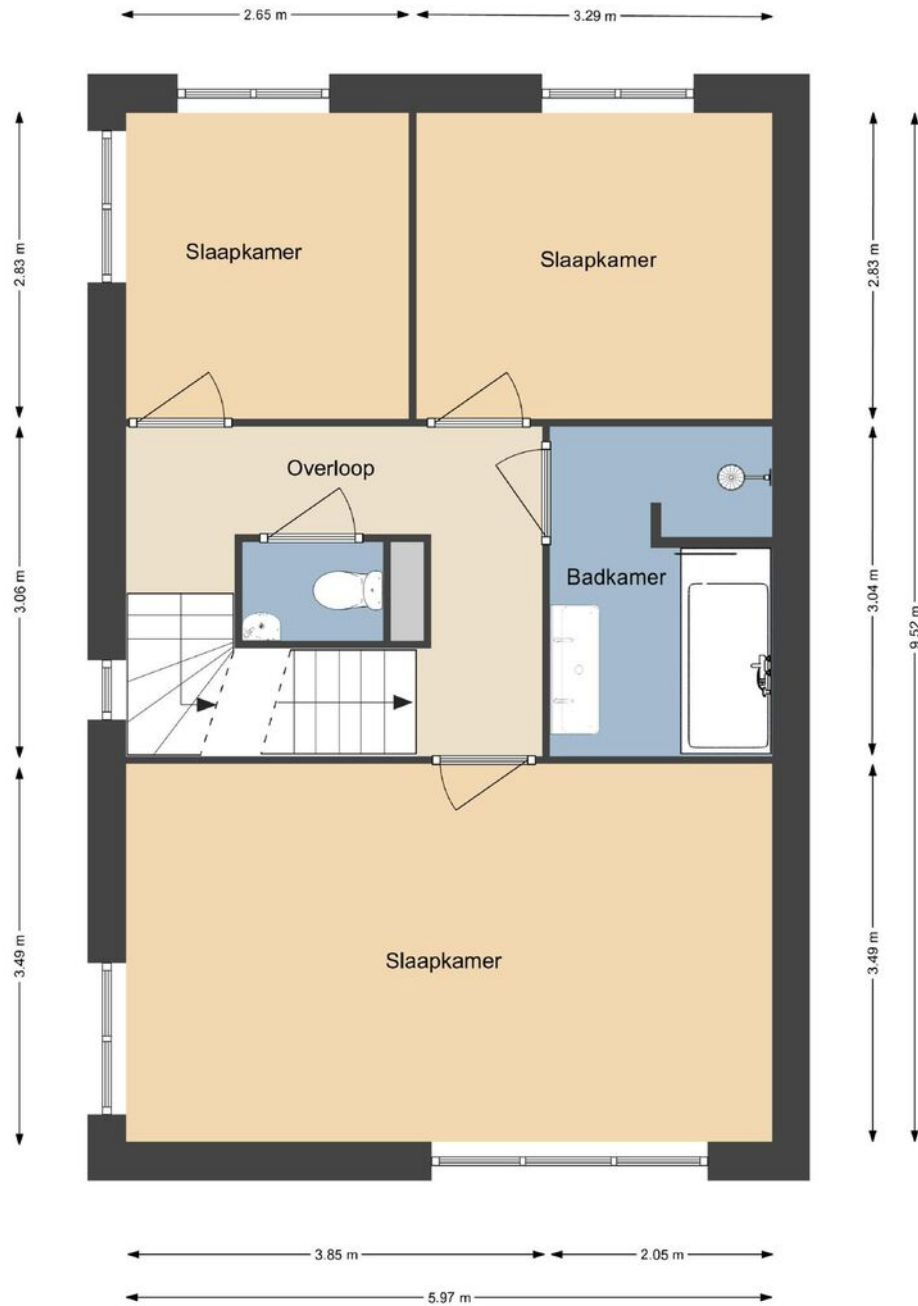 2.65 m
3.29 m
2.83 m
Slaapkamer
Slaapkamer
2.83 m
Overloop
3.06 m
Badkamer
3.04 m
9.52 m
3.49 m
Slaapkamer
3.49 m
3.85 m
2.05 m
5.97 m